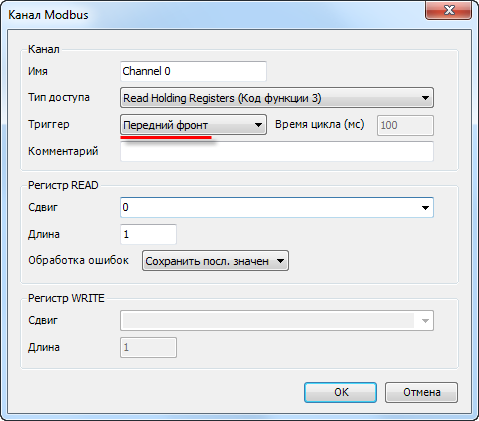 Канал Modbus
Канал
Имя Channel 0
Тип доступа Read Holding Registers (Код функции 3)
Триггер Передний фронт Время цикла (мс) 100
Комментарий
Регистр READ
Сдвиг 0
Длина 1
Обработка ошибок Сохранить посл. значен
Регистр WRITE
Сдвиг
Длина 1
OK Отмена